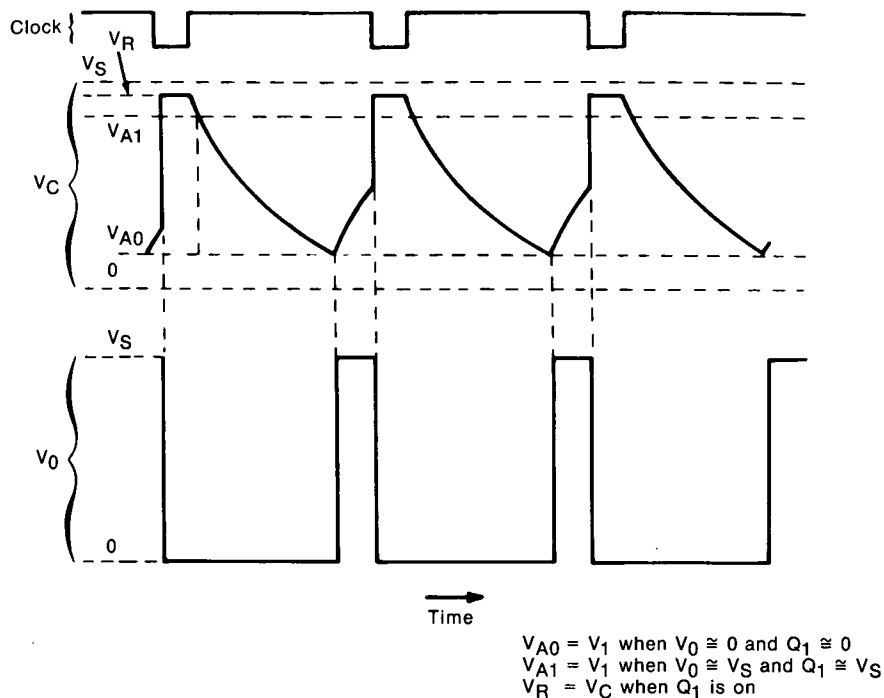 Clock
V_R
V_S
V_A1
V_C
V_A0
0
V_S
V_0
0
Time
V_A0 = V_1 when V_0 ≅ 0 and Q_1 ≅ 0
V_A1 = V_1 when V_0 ≅ V_S and Q_1 ≅ V_S
V_R = V_C when Q_1 is on